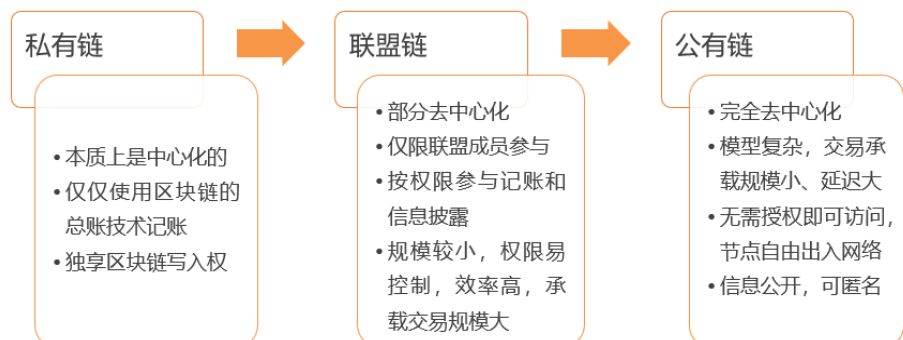 私有链
• 本质上是中心化的
• 仅仅使用区块链的
总账技术记账
• 独享区块链写入权
联盟链
• 部分去中心化
• 仅限联盟成员参与
• 按权限参与记账和
信息披露
• 规模较小，权限易
控制，效率高，承
载交易规模大
公有链
• 完全去中心化
• 模型复杂，交易承
载规模小、延迟大
• 无需授权即可访问，
节点自由出入网络
• 信息公开，可匿名